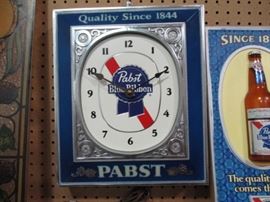 Quality Since 1844
12
11
1
10
2
9
3
8
4
7
5
6
Pabst
Blue Ribbon
PABST
SINCE 18
The quality
comes th